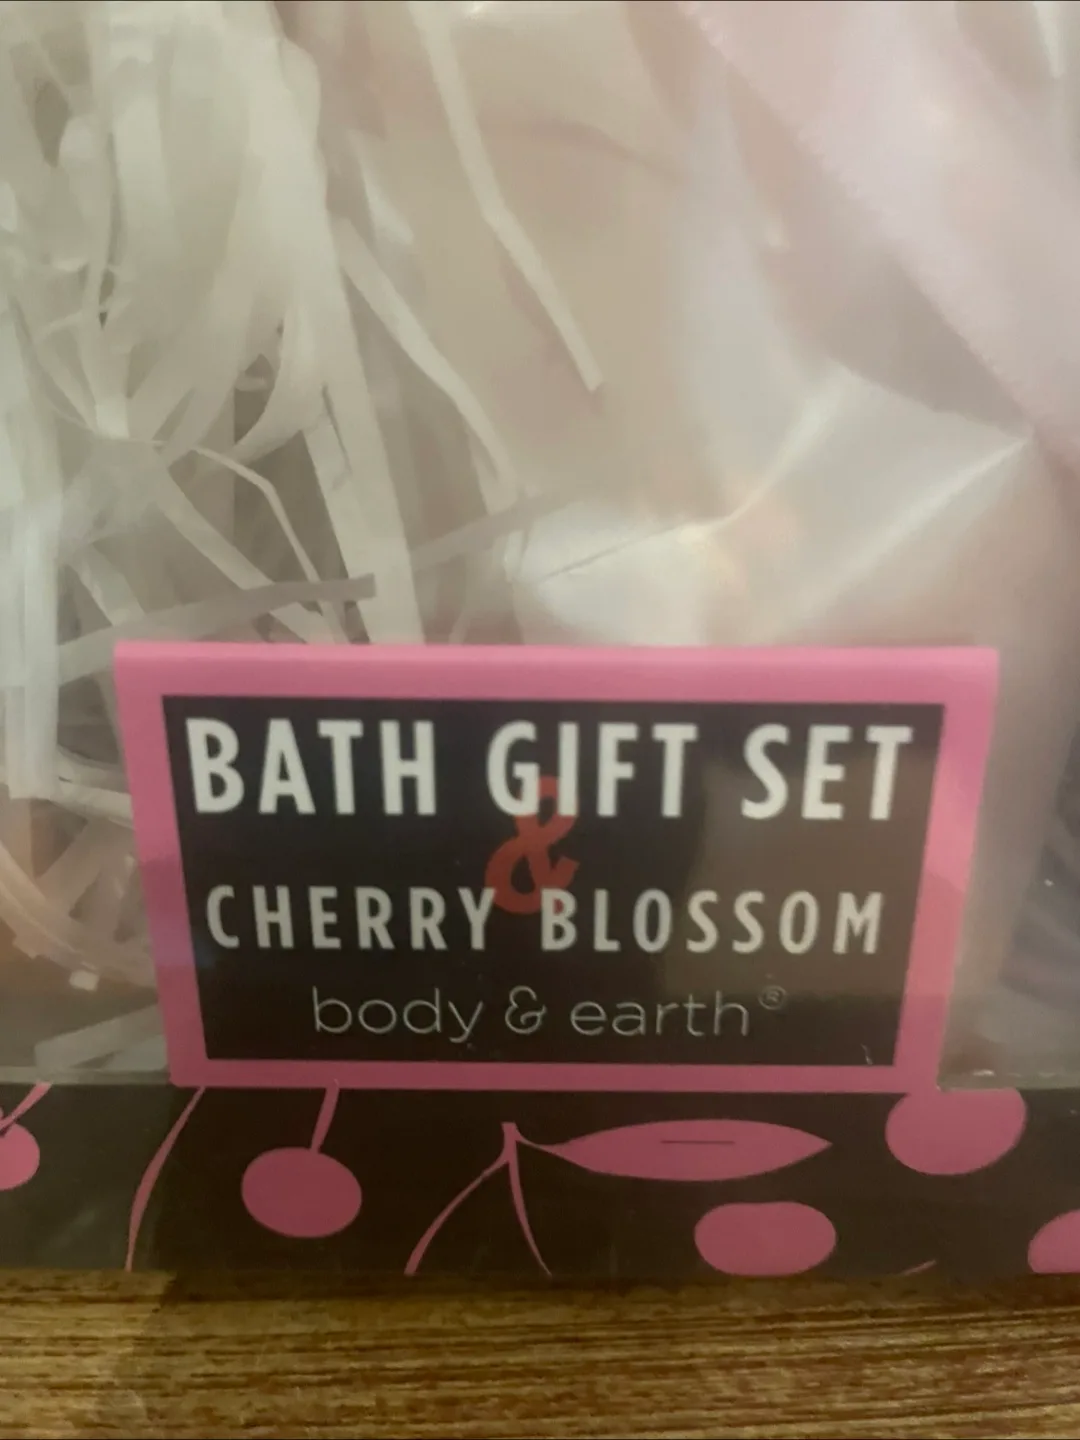 BATH GIFT SET
&
CHERRY BLOSSOM
body & earth®